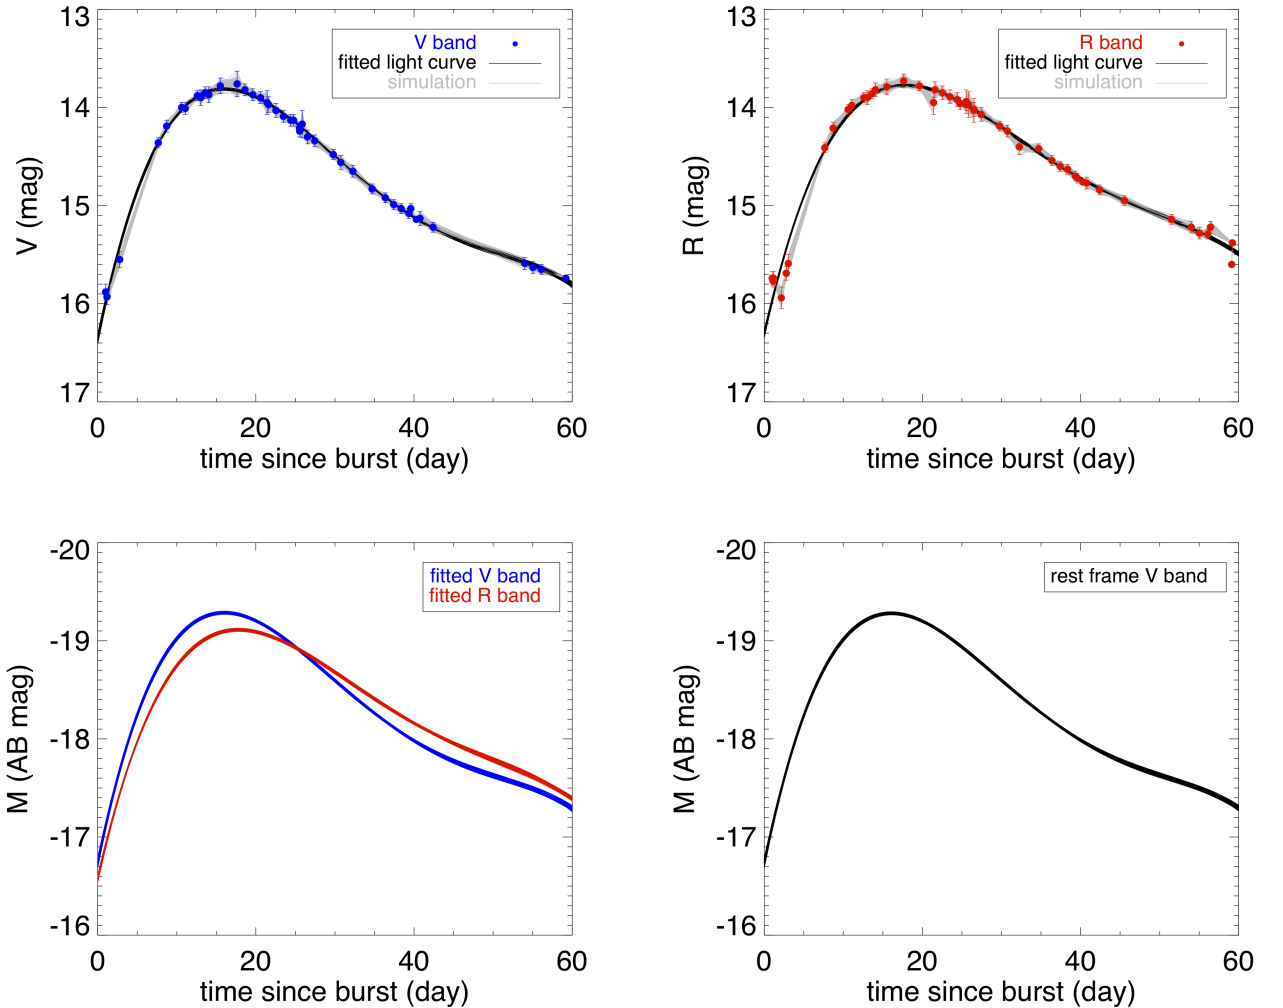 13
14
15
16
17
V (mag)
V band
fitted light curve
simulation
0
20
40
60
time since burst (day)
13
14
15
16
17
R (mag)
R band
fitted light curve
simulation
0
20
40
60
time since burst (day)
-20
-19
-18
-17
-16
M (AB mag)
fitted V band
fitted R band
0
20
40
60
time since burst (day)
-20
-19
-18
-17
-16
M (AB mag)
rest frame V band
0
20
40
60
time since burst (day)